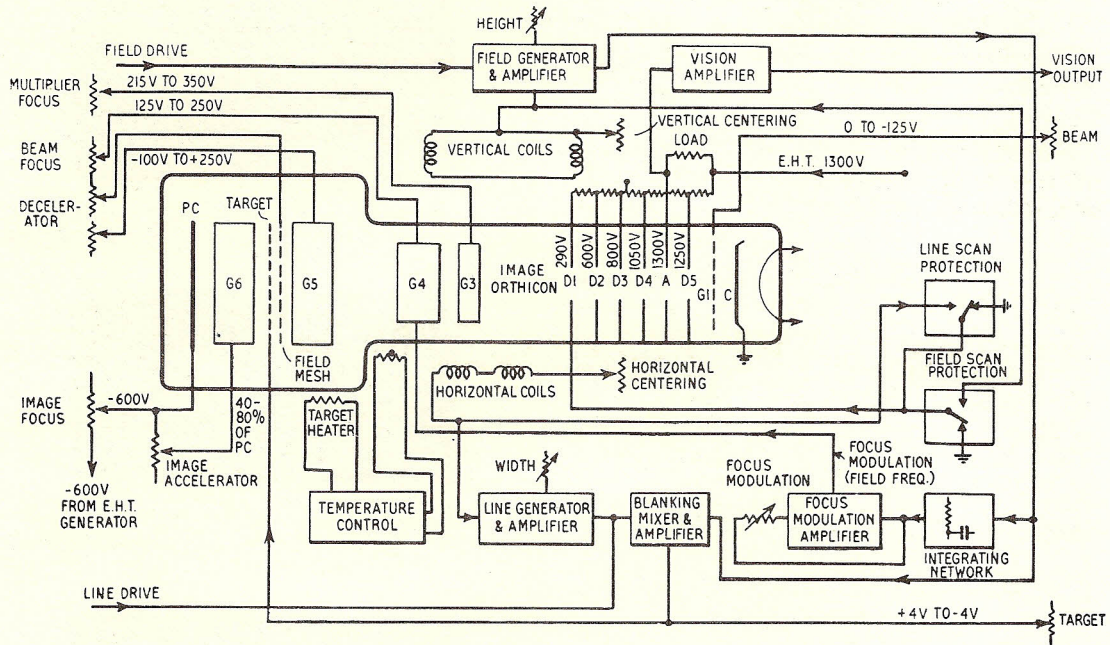 HEIGHT
FIELD DRIVE
FIELD GENERATOR
& AMPLIFIER
VISION
AMPLIFIER
VISION
OUTPUT
MULTIPLIER
FOCUS
215V TO 350V
125V TO 250V
VERTICAL COILS
VERTICAL CENTERING
LOAD
0 TO -125V
BEAM
BEAM
FOCUS
-100V TO +250V
E.H.T. 1300V
DECELER-
ATOR
PC
TARGET
G6
G5
G4
G3
IMAGE
ORTHICON
290V
600V
800V
1050V
1300V
1250V
D1
D2
D3
D4
A
D5
G1
C
LINE SCAN
PROTECTION
FIELD
MESH
FIELD SCAN
PROTECTION
HORIZONTAL COILS
HORIZONTAL
CENTERING
IMAGE
FOCUS
-600V
40-
80%
OF
PC
IMAGE
ACCELERATOR
TARGET
HEATER
-600V
FROM E.H.T.
GENERATOR
TEMPERATURE
CONTROL
WIDTH
LINE GENERATOR
& AMPLIFIER
BLANKING
MIXER &
AMPLIFIER
FOCUS
MODULATION
FOCUS
MODULATION
(FIELD FREQ.)
FOCUS
MODULATION
AMPLIFIER
INTEGRATING
NETWORK
LINE DRIVE
+4V TO -4V
TARGET